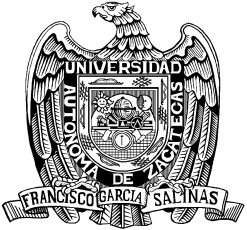 UNIVERSIDAD
AUTONOMA DE ZACATECAS
FRANCISCO GARCIA SALINAS